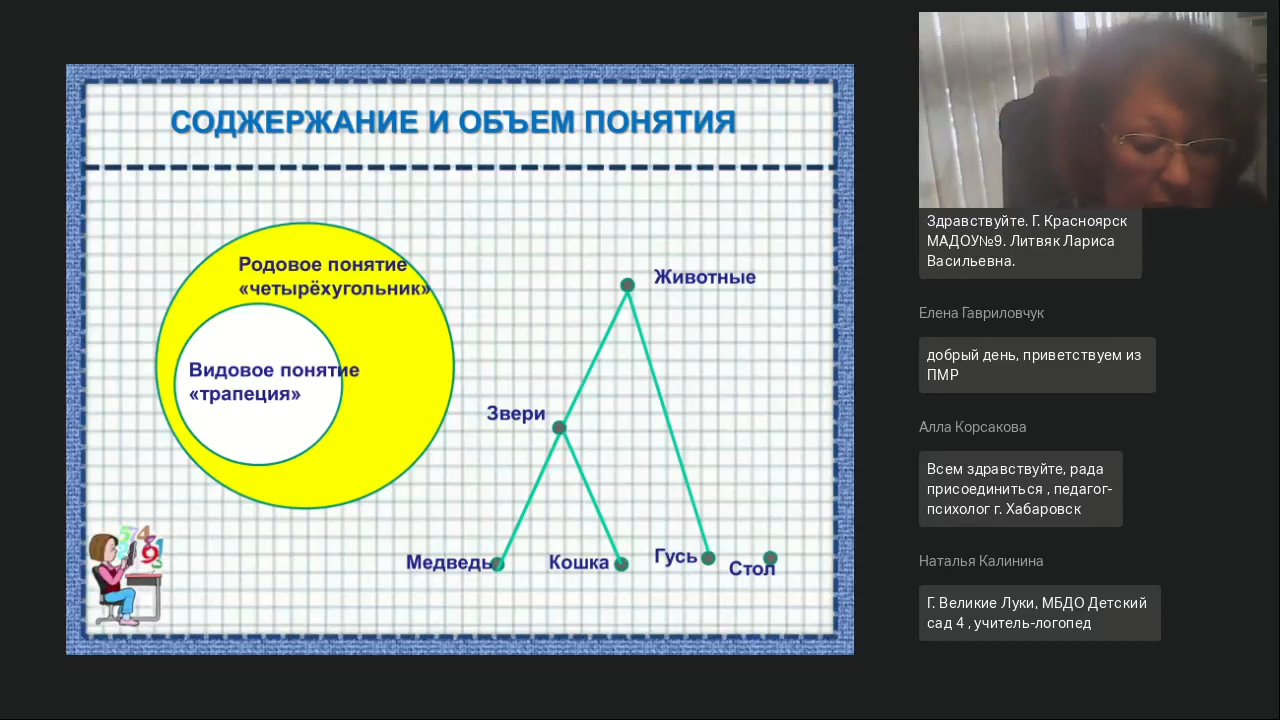 СОДЖЕРЖАНИЕ И ОБЪЕМ ПОНЯТИЯ
Родовое понятие
«четырёхугольник»
Видовое понятие
«трапеция»
Животные
Звери
Медведь
Кошка
Гусь
Стол
Здравствуйте. Г. Красноярск
МАДОУ№9. Литвяк Лариса
Васильевна.
Елена Гавриловчук
добрый день, приветствуем из
ПМР
Алла Корсакова
Всем здравствуйте, рада
присоединиться , педагог-
психолог г. Хабаровск
Наталья Калинина
Г. Великие Луки, МБДО Детский
сад 4 , учитель-логопед